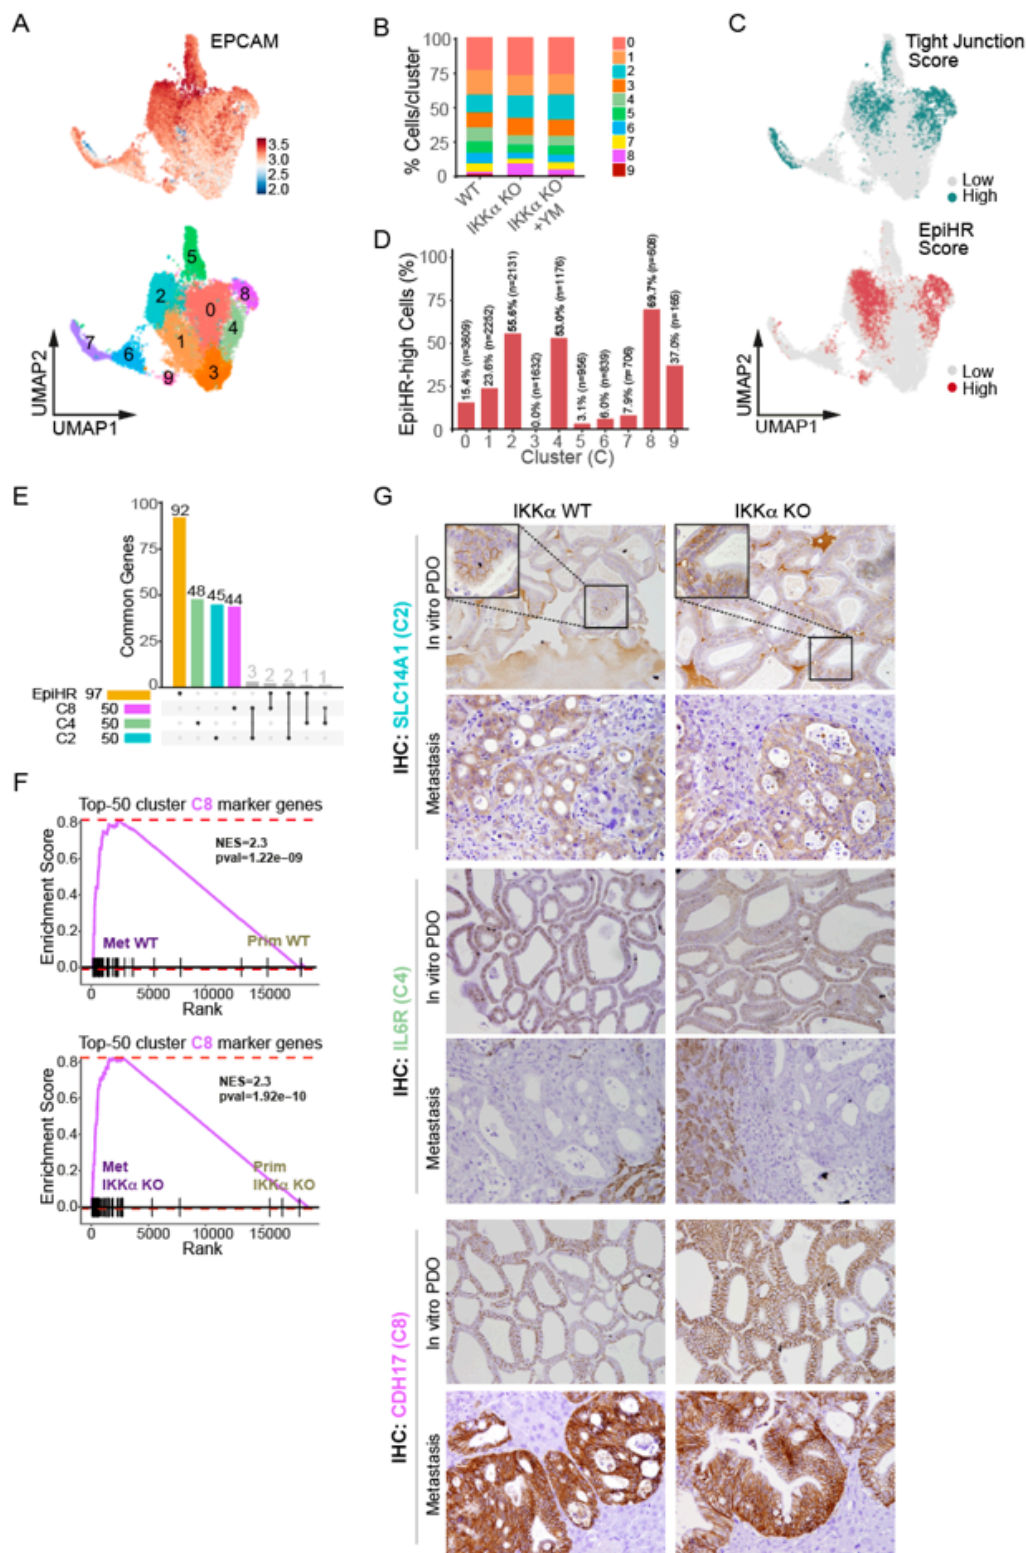 A
EPCAM
3.5
3.0
2.5
2.0
5
2
0
8
4
1
7
6
9
3
UMAP2
UMAP1
B
% Cells/cluster
100
75
50
25
0
WT
IKKα KO
IKKα KO
+YM
0
1
2
3
4
5
6
7
8
9
C
Tight Junction
Score
Low
High
EpiHR
Score
Low
High
UMAP1
D
EpiHR-high Cells (%)
100
75
50
25
0
15.4% (n=3609)
23.6% (n=2252)
55.6% (n=2131)
0.0% (n=1632)
53.0% (n=1176)
3.1% (n=956)
6.0% (n=839)
7.9% (n=706)
69.7% (n=608)
37.0% (n=165)
0 1 2 3 4 5 6 7 8 9
Cluster (C)
E
Common Genes
100
75
50
25
0
92
48
45
44
3
2
2
1
1
EpiHR 97
C8 50
C4 50
C2 50
F
Top-50 cluster C8 marker genes
Enrichment Score
0.8
0.6
0.4
0.2
0.0
NES=2.3
pval=1.22e−09
Met WT
Prim WT
0 5000 10000 15000
Rank
Top-50 cluster C8 marker genes
Enrichment Score
0.8
0.6
0.4
0.2
0.0
NES=2.3
pval=1.92e−10
Met
IKKα KO
Prim
IKKα KO
0 5000 10000 15000
Rank
G
IKKα WT
IKKα KO
IHC: SLC14A1 (C2)
In vitro PDO
Metastasis
IHC: IL6R (C4)
In vitro PDO
Metastasis
IHC: CDH17 (C8)
In vitro PDO
Metastasis